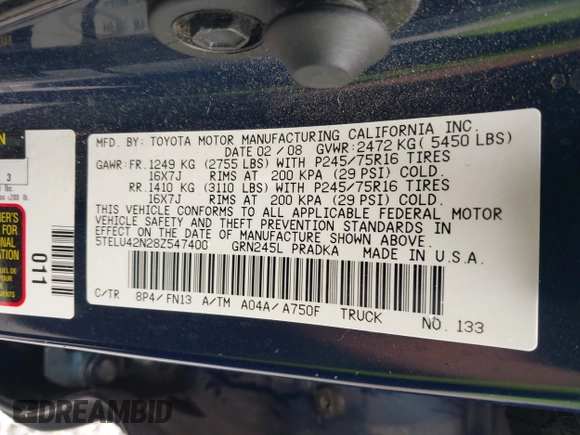 MFD. BY: TOYOTA MOTOR MANUFACTURING CALIFORNIA INC.
DATE 02 / 08 GVWR: 2472 KG( 5450 LBS)
GAWR: FR. 1249 KG (2755 LBS) WITH P245/75R16 TIRES
16X7J RIMS AT 200 KPA (29 PSI) COLD.
RR. 1410 KG (3110 LBS) WITH P245/75R16 TIRES
16X7J RIMS AT 200 KPA (29 PSI) COLD.
THIS VEHICLE CONFORMS TO ALL APPLICABLE FEDERAL MOTOR
VEHICLE SAFETY AND THEFT PREVENTION STANDARDS IN
EFFECT ON THE DATE OF MANUFACTURE SHOWN ABOVE.
5TELU42N28Z547400 GRN245L PRADKA MADE IN U.S.A.
C/TR 8P4/ FN13 A/TM A04A/ A750F TRUCK NO. 133
011
3
FOR
DREAMBID